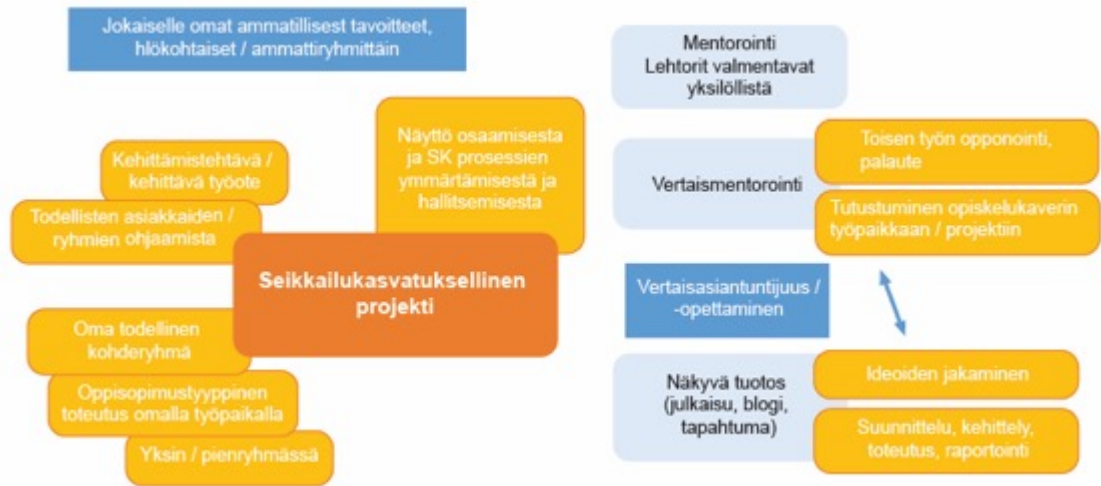 Jokaiselle omat ammatillisest tavoitteet,
hlökohtaiset / ammattiryhmittäin
Näyttö osaamisesta
ja SK prosessien
ymmärtämisestä ja
hallitsemisesta
Kehittämistehtävä /
kehittävä työote
Todellisten asiakkaiden /
ryhmien ohjaamista
Seikkailukasvatuksellinen
projekti
Oma todellinen
kohderyhmä
Oppisopimustyyppinen
toteutus omalla työpaikalla
Yksin / pienryhmässä
Mentorointi
Lehtorit valmentavat
yksilöllistä
Vertaismentorointi
Toisen työn opponointi,
palaute
Tutustuminen opiskelukaverin
työpaikkaan / projektiin
Vertaisasiantuntijuus /
-opettaminen
Näkyvä tuotos
(julkaisu, blogi,
tapahtuma)
Ideoiden jakaminen
Suunnittelu, kehittely,
toteutus, raportointi